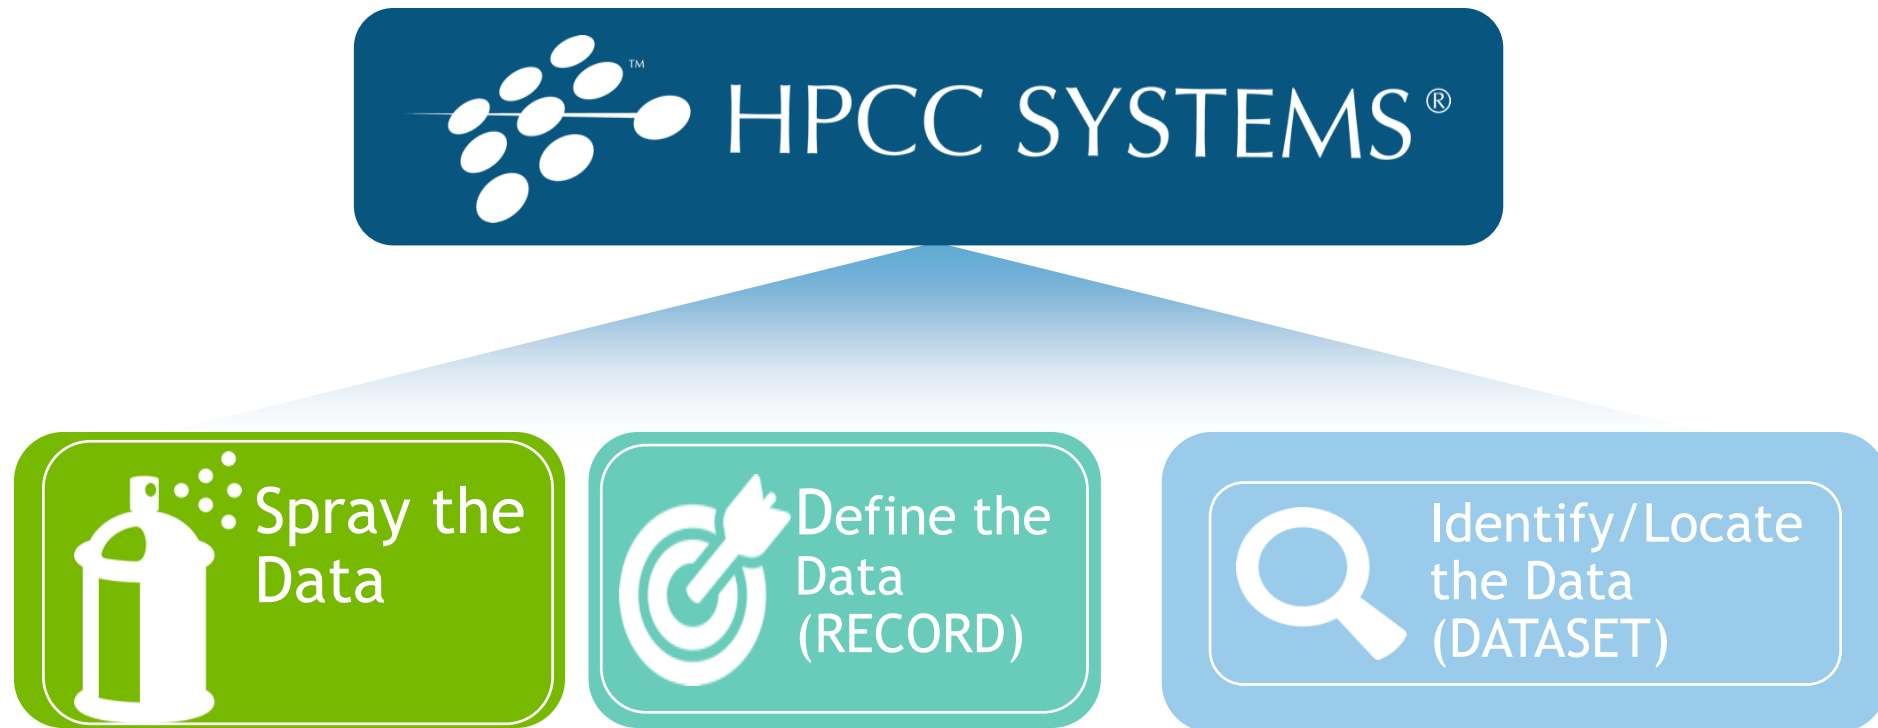 ™ HPCC SYSTEMS®
Spray the
Data
Define the
Data
(RECORD)
Identify/Locate
the Data
(DATASET)